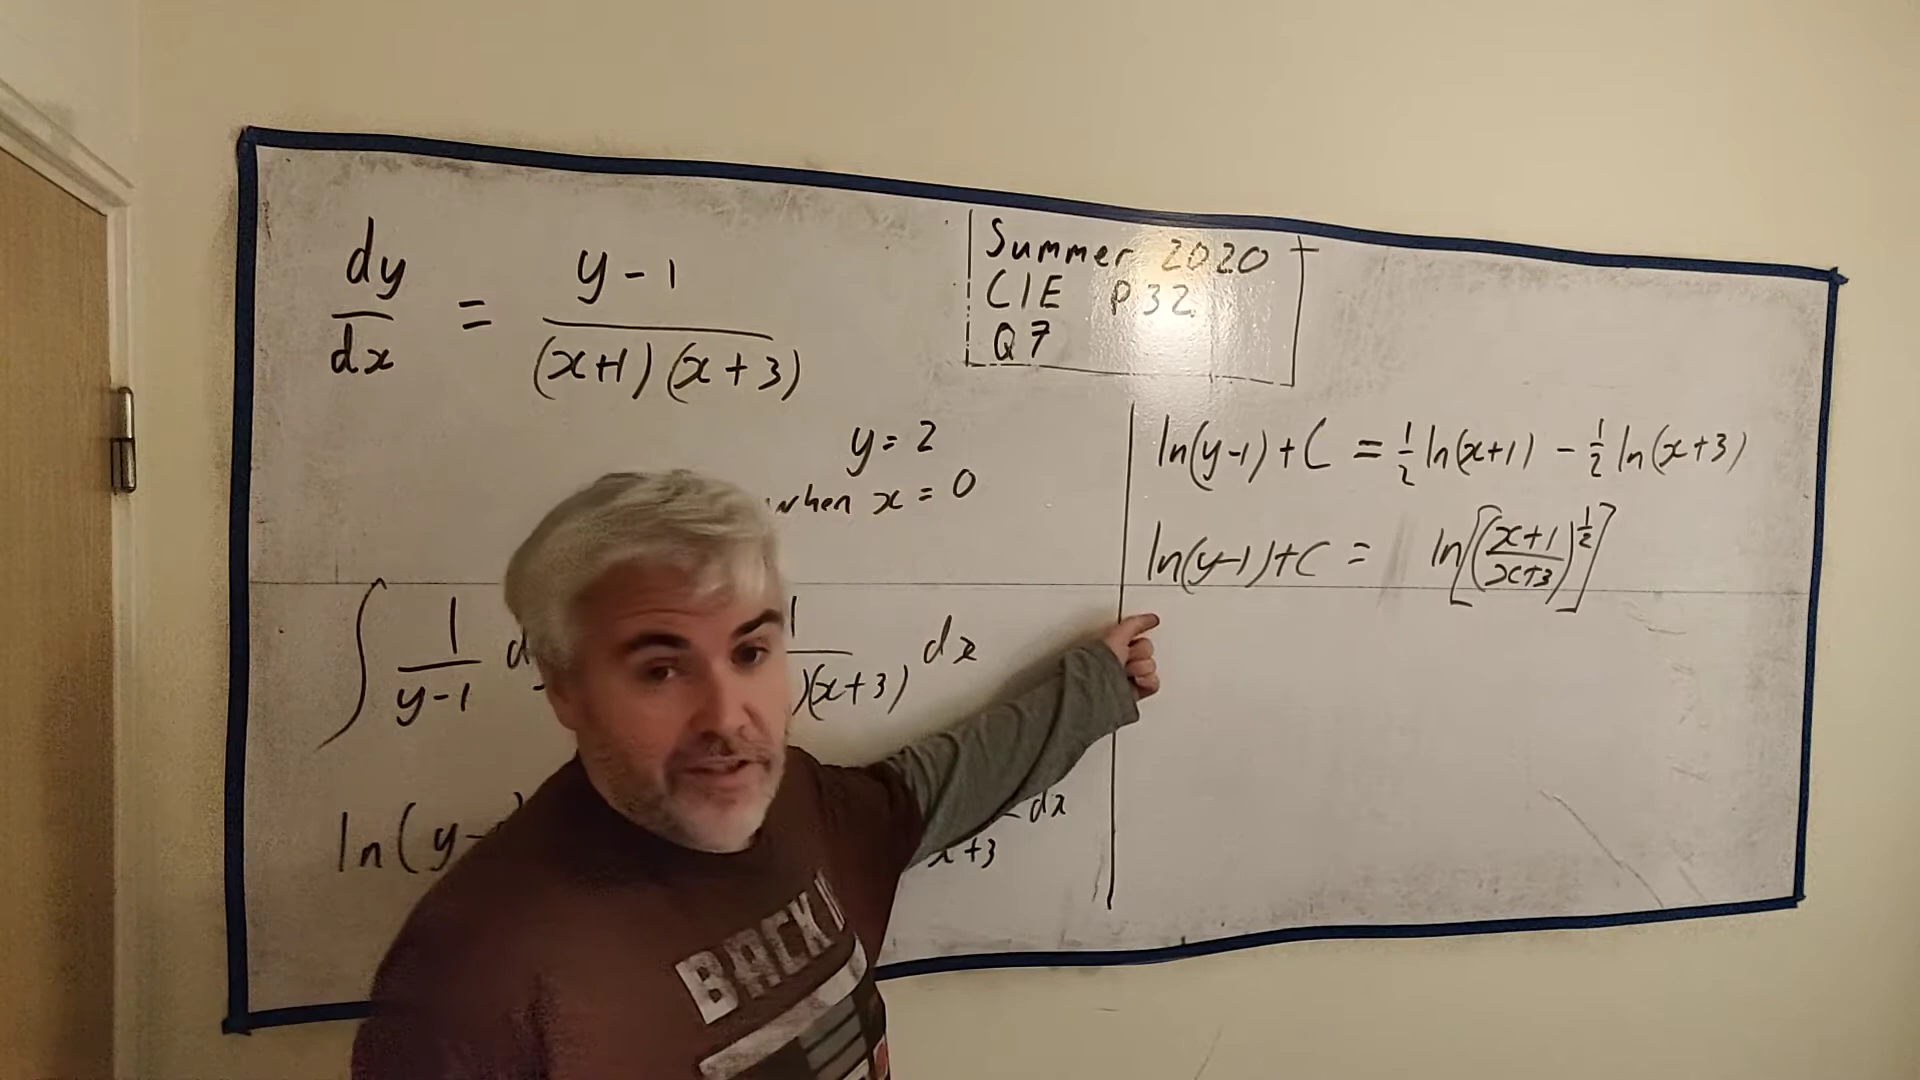 dy/dx = y-1/(x+1)(x+3)
Summer 2020
CIE P32
Q7
y=2
when x=0
ln(y-1)+C = 1/2 ln(x+1) - 1/2 ln(x+3)
ln(y-1)+C = ln[(x+1/x+3)^1/2]
∫ 1/y-1 d 1/)(x+3) dx
ln(y- x+3 dx
BACK